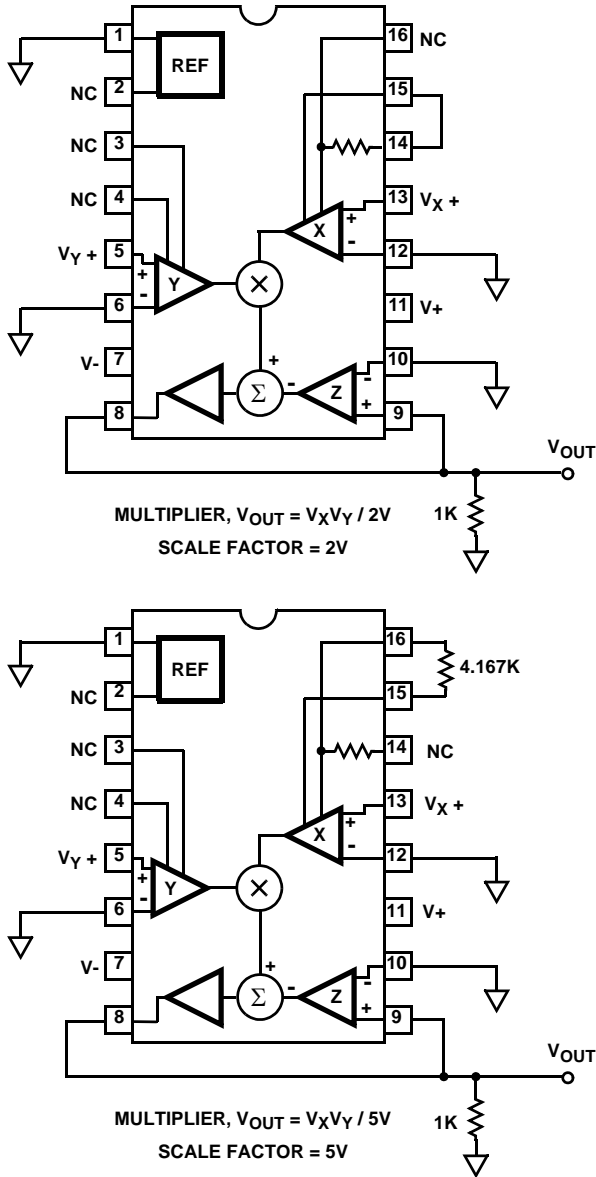 1
REF
16
NC
NC
2
15
NC
3
14
NC
4
13
VX +
+
X
-
12
VY +
5
+
Y
-
6
×
11
V+
V-
7
+
10
-
Σ
-
Z
+
8
9
VOUT
1K
MULTIPLIER, VOUT = VXVY / 2V
SCALE FACTOR = 2V
1
REF
16
4.167K
NC
2
15
NC
3
14
NC
NC
4
13
VX +
+
X
-
12
VY +
5
+
Y
-
6
×
11
V+
V-
7
+
10
-
Σ
-
Z
+
8
9
VOUT
1K
MULTIPLIER, VOUT = VXVY / 5V
SCALE FACTOR = 5V